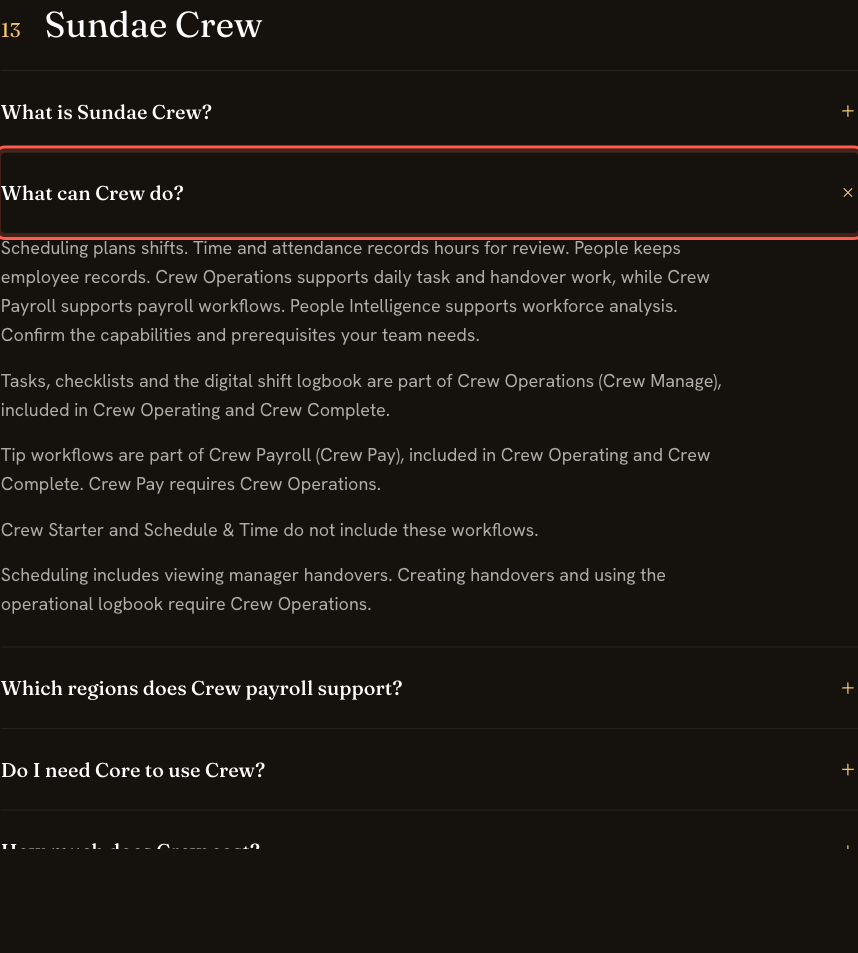 13 Sundae Crew
What is Sundae Crew?
What can Crew do?
Scheduling plans shifts. Time and attendance records hours for review. People keeps
employee records. Crew Operations supports daily task and handover work, while Crew
Payroll supports payroll workflows. People Intelligence supports workforce analysis.
Confirm the capabilities and prerequisites your team needs.
Tasks, checklists and the digital shift logbook are part of Crew Operations (Crew Manage),
included in Crew Operating and Crew Complete.
Tip workflows are part of Crew Payroll (Crew Pay), included in Crew Operating and Crew
Complete. Crew Pay requires Crew Operations.
Crew Starter and Schedule & Time do not include these workflows.
Scheduling includes viewing manager handovers. Creating handovers and using the
operational logbook require Crew Operations.
Which regions does Crew payroll support?
Do I need Core to use Crew?
How much does Crew cost?